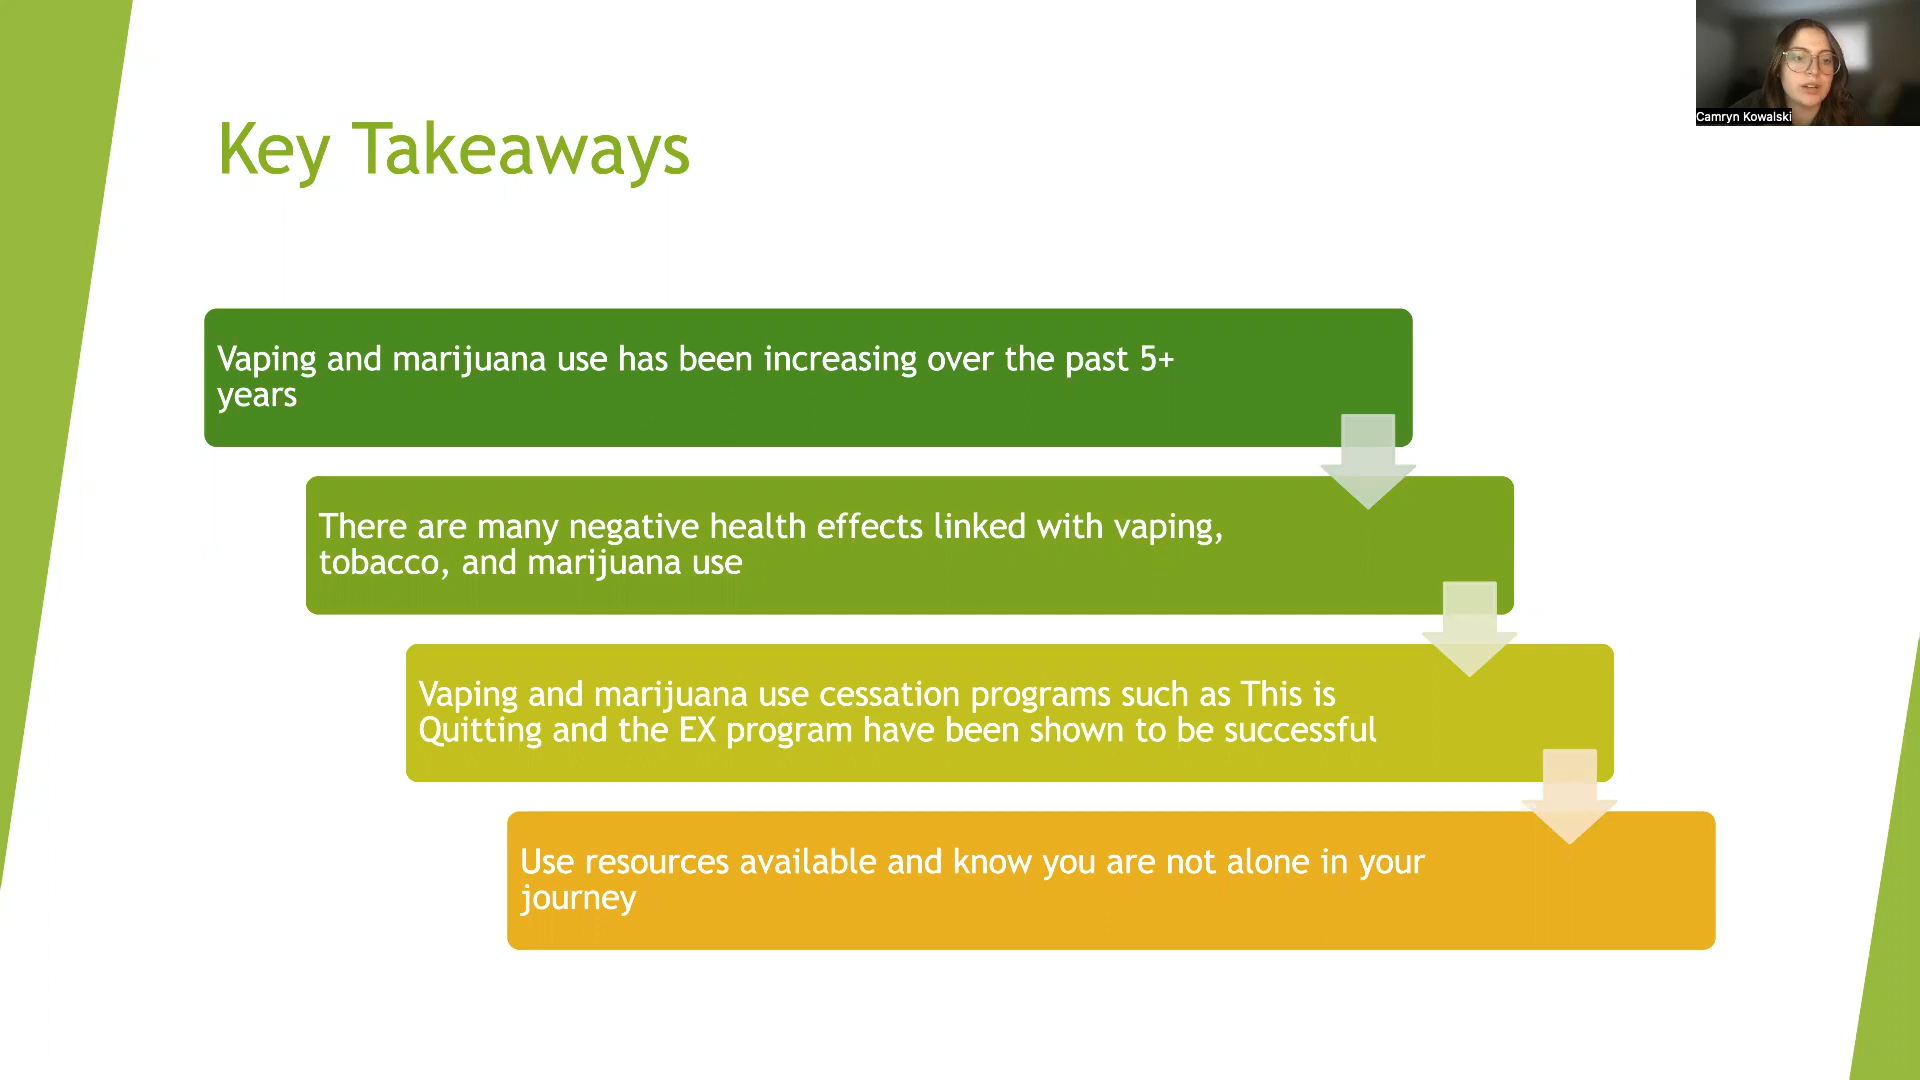 Camryn Kowalski
Key Takeaways
Vaping and marijuana use has been increasing over the past 5+
years
There are many negative health effects linked with vaping,
tobacco, and marijuana use
Vaping and marijuana use cessation programs such as This is
Quitting and the EX program have been shown to be successful
Use resources available and know you are not alone in your
journey